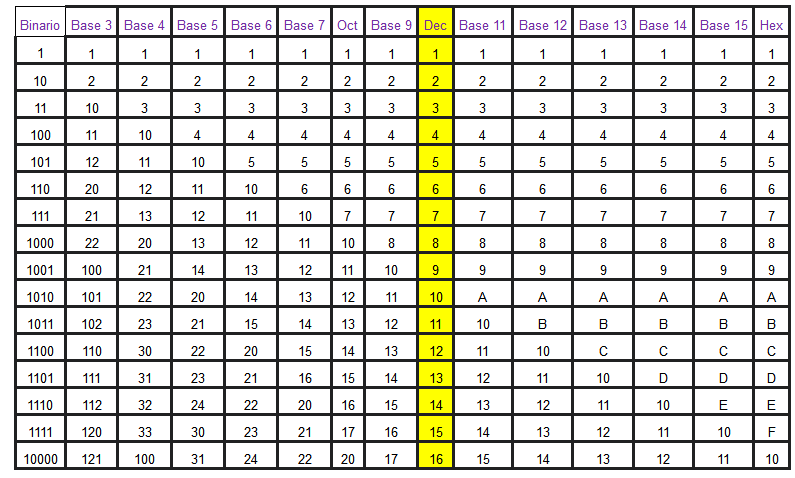 Binario Base 3 Base 4 Base 5 Base 6 Base 7 Oct Base 9 Dec Base 11 Base 12 Base 13 Base 14 Base 15 Hex
1 1 1 1 1 1 1 1 1 1 1 1 1 1 1
10 2 2 2 2 2 2 2 2 2 2 2 2 2 2
11 10 3 3 3 3 3 3 3 3 3 3 3 3 3
100 11 10 4 4 4 4 4 4 4 4 4 4 4 4
101 12 11 10 5 5 5 5 5 5 5 5 5 5 5
110 20 12 11 10 6 6 6 6 6 6 6 6 6 6
111 21 13 12 11 10 7 7 7 7 7 7 7 7 7
1000 22 20 13 12 11 10 8 8 8 8 8 8 8 8
1001 100 21 14 13 12 11 10 9 9 9 9 9 9 9
1010 101 22 20 14 13 12 11 10 A A A A A A
1011 102 23 21 15 14 13 12 11 10 B B B B B
1100 110 30 22 20 15 14 13 12 11 10 C C C C
1101 111 31 23 21 16 15 14 13 12 11 10 D D D
1110 112 32 24 22 20 16 15 14 13 12 11 10 E E
1111 120 33 30 23 21 17 16 15 14 13 12 11 10 F
10000 121 100 31 24 22 20 17 16 15 14 13 12 11 10